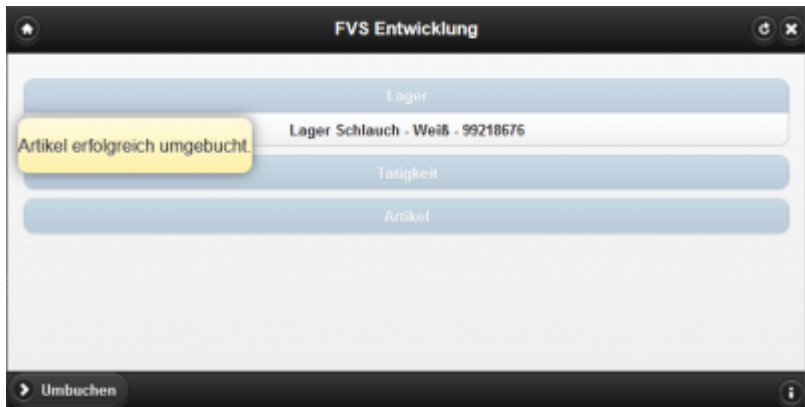 FVS Entwicklung
Lager
Lager Schlauch - Weiß - 99218676
Artikel erfolgreich umgebucht.
Tätigkeit
Artikel
Umbuchen